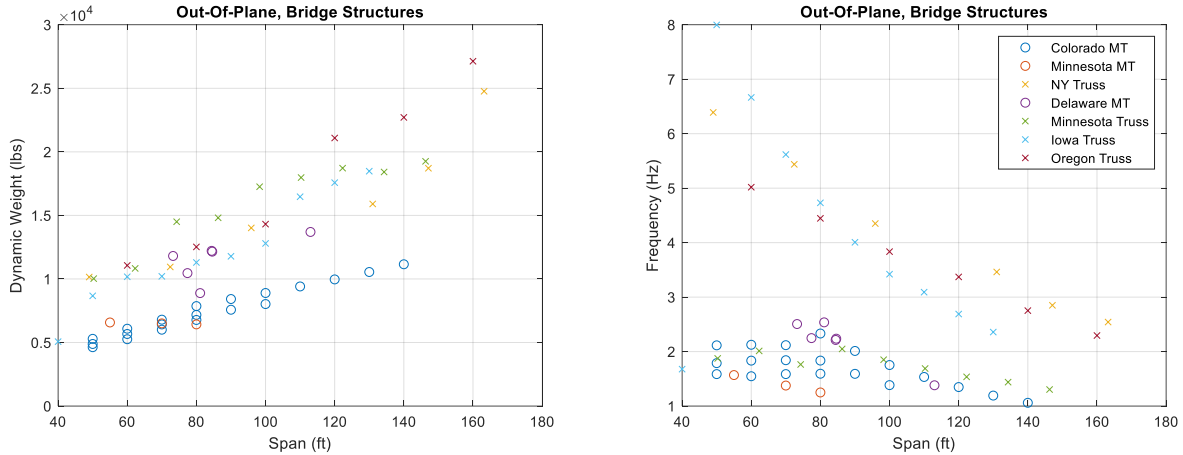 Out-Of-Plane, Bridge Structures
3 ×10⁴
2.5
2
1.5
1
0.5
0
40 60 80 100 120 140 160 180
Span (ft)
Dynamic Weight (lbs)
Out-Of-Plane, Bridge Structures
8
7
6
5
4
3
2
1
40 60 80 100 120 140 160 180
Span (ft)
Frequency (Hz)
Colorado MT
Minnesota MT
NY Truss
Delaware MT
Minnesota Truss
Iowa Truss
Oregon Truss